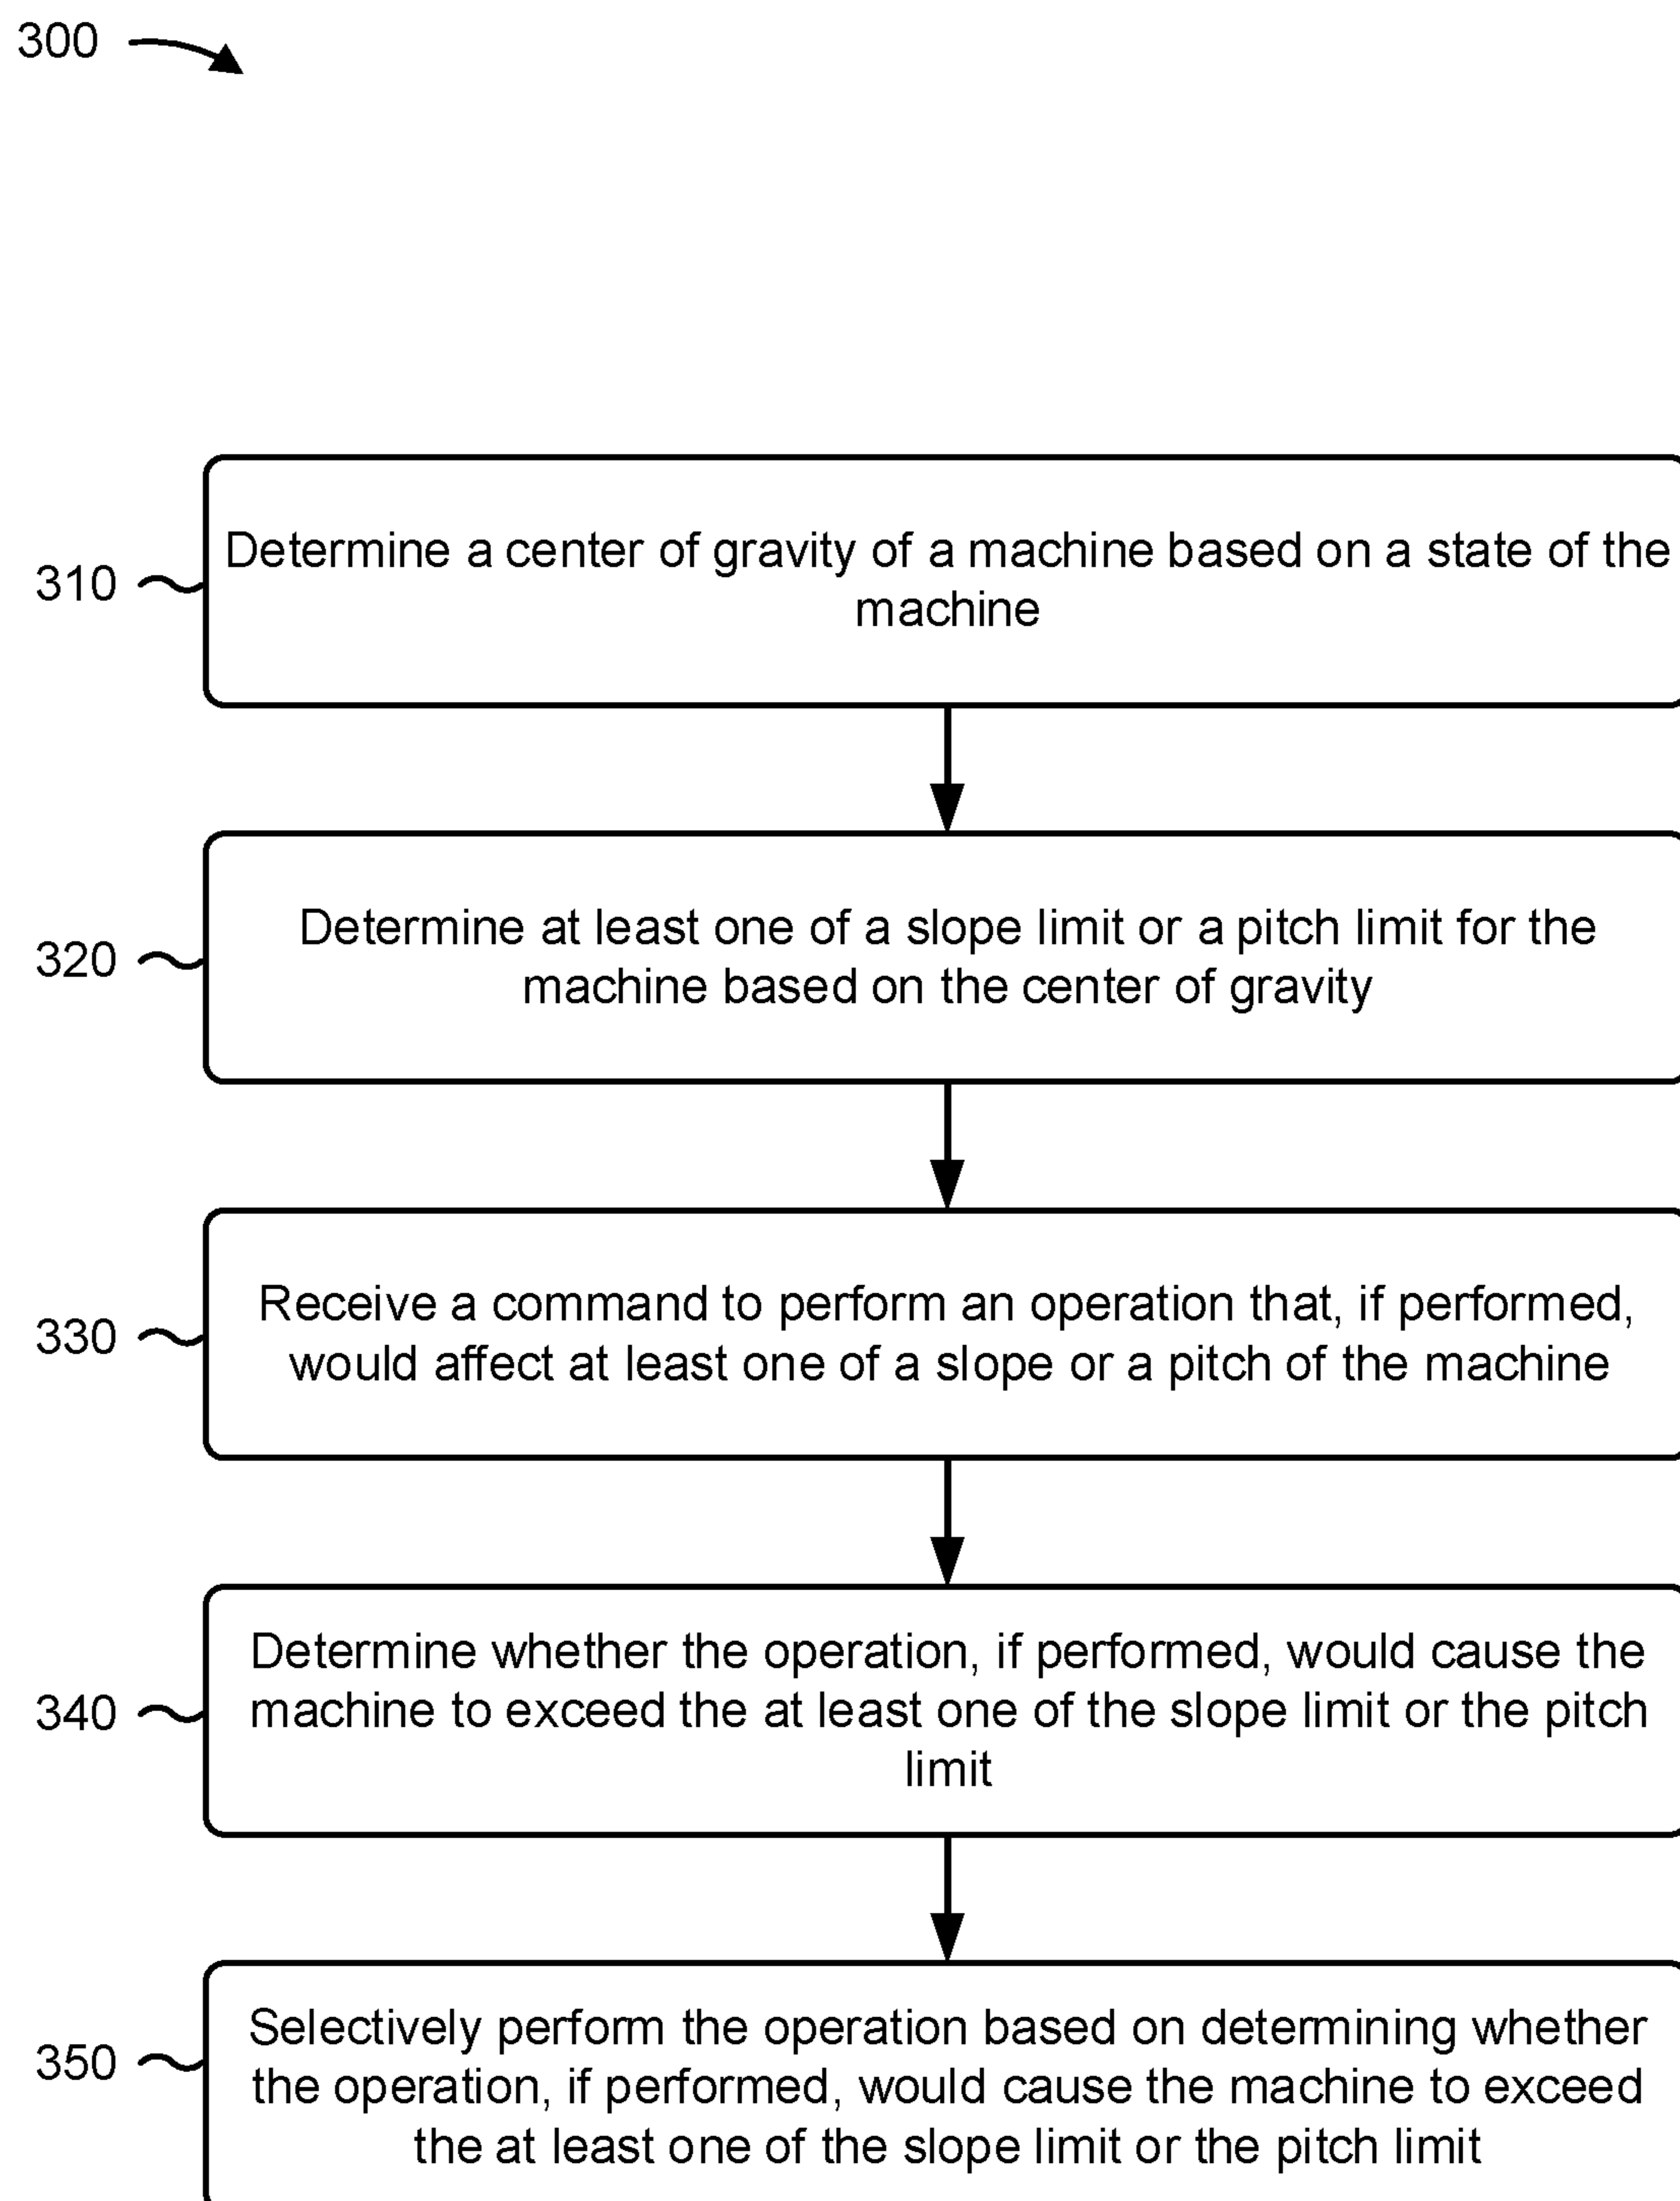 300
310
Determine a center of gravity of a machine based on a state of the
machine
320
Determine at least one of a slope limit or a pitch limit for the
machine based on the center of gravity
330
Receive a command to perform an operation that, if performed,
would affect at least one of a slope or a pitch of the machine
340
Determine whether the operation, if performed, would cause the
machine to exceed the at least one of the slope limit or the pitch
limit
350
Selectively perform the operation based on determining whether
the operation, if performed, would cause the machine to exceed
the at least one of the slope limit or the pitch limit